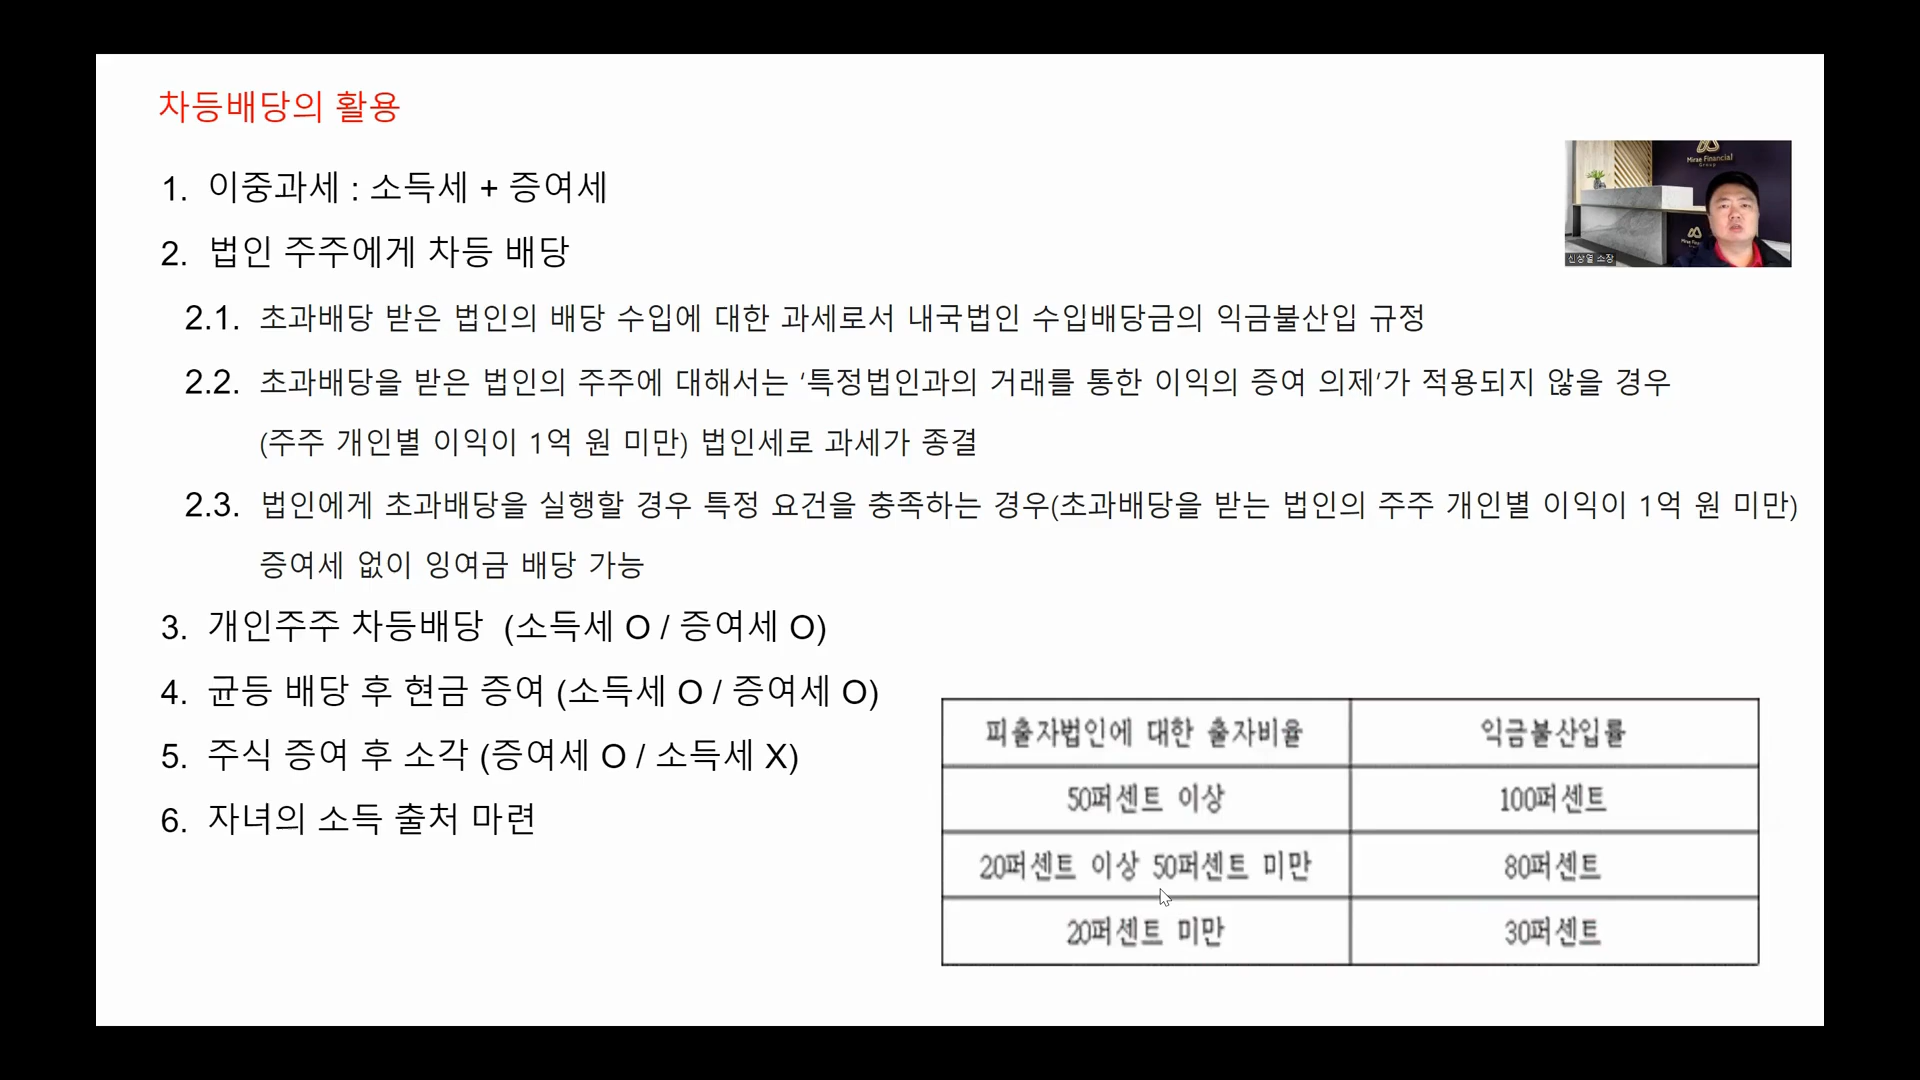 차등배당의 활용
1. 이중과세 : 소득세 + 증여세
2. 법인 주주에게 차등 배당
2.1. 초과배당 받은 법인의 배당 수입에 대한 과세로서 내국법인 수입배당금의 익금불산입 규정
2.2. 초과배당을 받은 법인의 주주에 대해서는 ‘특정법인과의 거래를 통한 이익의 증여 의제’가 적용되지 않을 경우
(주주 개인별 이익이 1억 원 미만) 법인세로 과세가 종결
2.3. 법인에게 초과배당을 실행할 경우 특정 요건을 충족하는 경우(초과배당을 받는 법인의 주주 개인별 이익이 1억 원 미만)
증여세 없이 잉여금 배당 가능
3. 개인주주 차등배당 (소득세 O / 증여세 O)
4. 균등 배당 후 현금 증여 (소득세 O / 증여세 O)
5. 주식 증여 후 소각 (증여세 O / 소득세 X)
6. 자녀의 소득 출처 마련
피출자법인에 대한 출자비율 익금불산입률
50퍼센트 이상 100퍼센트
20퍼센트 이상 50퍼센트 미만 80퍼센트
20퍼센트 미만 30퍼센트
Mirae Financial
Group
신상열 소장